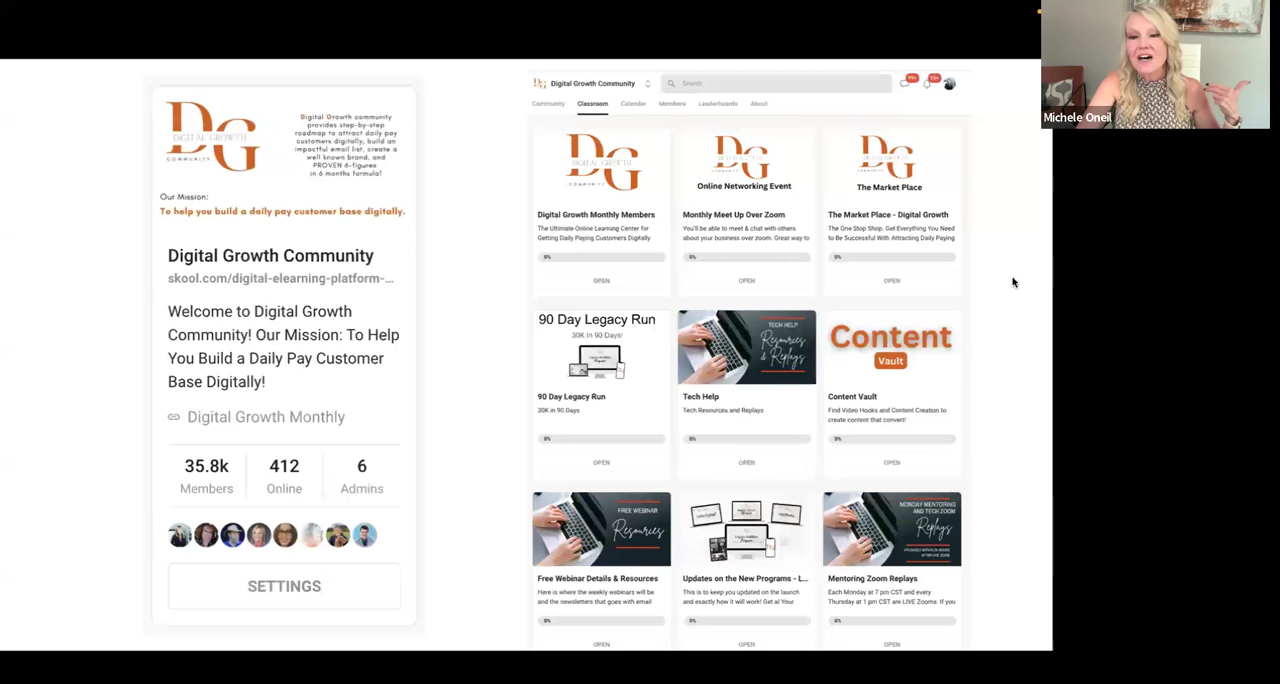 Michele Oneil
DG
DIGITAL GROWTH
COMMUNITY
Digital Growth community
provides step-by-step
roadmap to attract daily pay
customers digitally, build an
impactful email list, create a
well known brand, and
PROVEN 6-figures
in 6 months formula!
Our Mission:
To help you build a daily pay customer base digitally.
Digital Growth Community
skool.com/digital-elearning-platform-...
Welcome to Digital Growth
Community! Our Mission: To Help
You Build a Daily Pay Customer
Base Digitally!
Digital Growth Monthly
35.8k 412 6
Members Online Admins
SETTINGS
Digital Growth Community
Search
Community Classroom Calendar Members Leaderboards About
DG
DIGITAL GROWTH
COMMUNITY
Digital Growth Monthly Members
The Ultimate Online Learning Center for
Getting Daily Paying Customers Digitally
0%
OPEN
DG
Online Networking Event
Monthly Meet Up Over Zoom
You'll be able to meet & chat with others
about your business over zoom. Great way to
0%
OPEN
DG
The Market Place
The Market Place - Digital Growth
The One Stop Shop. Get Everything You Need
to Be Successful With Attracting Daily Paying
0%
OPEN
90 Day Legacy Run
30K In 90 Days!
90 Day Legacy Run
30K in 90 Days
0%
OPEN
TECH HELP
Resources
& Replays
Tech Help
Tech Resources and Replays
0%
OPEN
Content
Vault
Content Vault
Find Video Hooks and Content Creation to
create content that convert!
0%
OPEN
FREE WEBINAR
Resources
Free Webinar Details & Resources
Here is where the weekly webinars will be
and the newsletters that goes with email
0%
OPEN
Updates on the New Programs - L...
This is to keep you updated on the launch
and exactly how it will work! Get al Your
0%
OPEN
MONDAY MENTORING
AND TECH ZOOM
Replays
Mentoring Zoom Replays
Each Monday at 7 pm CST and every
Thursday at 1 pm CST are LIVE Zooms. If you
0%
OPEN